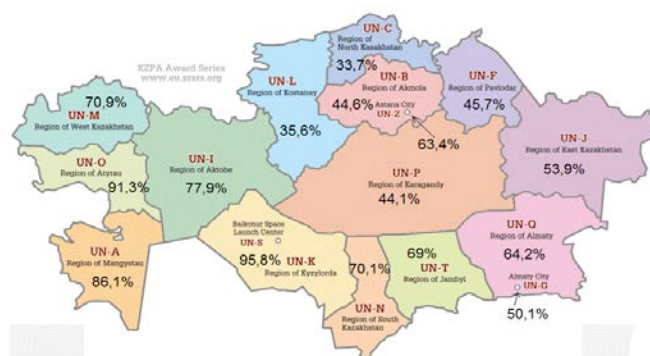 KZPA Award Series
www.eu.srars.org
UN-C
Region of
North Kazakhstan
33,7%
UN-L
Region of Kostanay
35,6%
UN-B
Region of Akmola
44,6%
Astana City
UN-Z
63,4%
UN-F
Region of Pavlodar
45,7%
70,9%
UN-M
Region of West Kazakhstan
UN-O
Region of Atyrau
91,3%
UN-I
Region of Aktobe
77,9%
UN-J
Region of East Kazakhstan
53,9%
UN-P
Region of Karagandy
44,1%
UN-A
Region of Mangystau
86,1%
Baikonur Space
Launch Center
UN-S
95,8%
UN-K
Region of Kyzylorda
70,1%
UN-N
Region of South
Kazakhstan
69%
UN-T
Region of Jambyl
UN-Q
Region of Almaty
64,2%
Almaty City
UN-G
50,1%